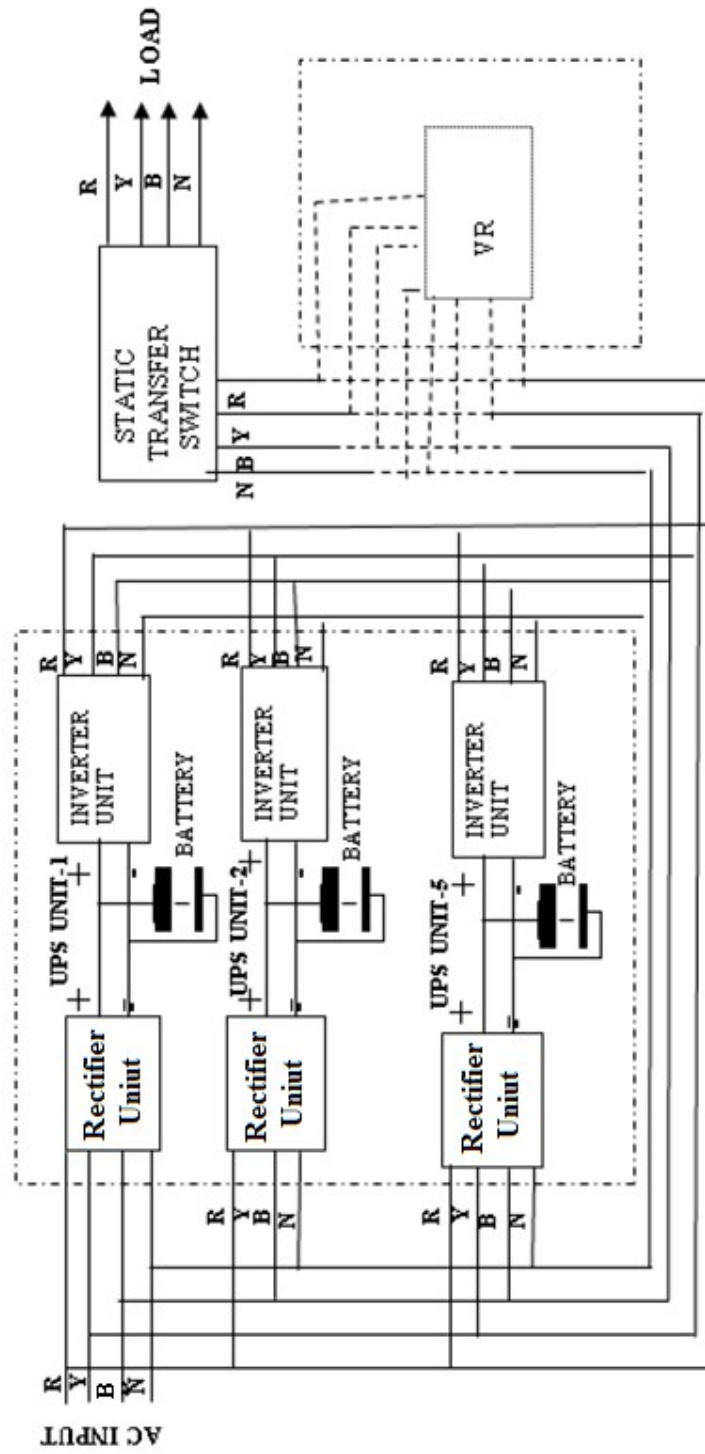 AC INPUT
R
Y
B
N
UPS UNIT-1
Rectifier
Uniut
+
-
+
-
BATTERY
INVERTER
UNIT
R
Y
B
N
R
Y
B
N
UPS UNIT-2
Rectifier
Uniut
+
-
+
-
BATTERY
INVERTER
UNIT
R
Y
B
N
R
Y
B
N
UPS UNIT-5
Rectifier
Uniut
+
-
+
-
BATTERY
INVERTER
UNIT
R
Y
B
N
STATIC
TRANSFER
SWITCH
N
B
Y
R
R
Y
B
N
LOAD
VR